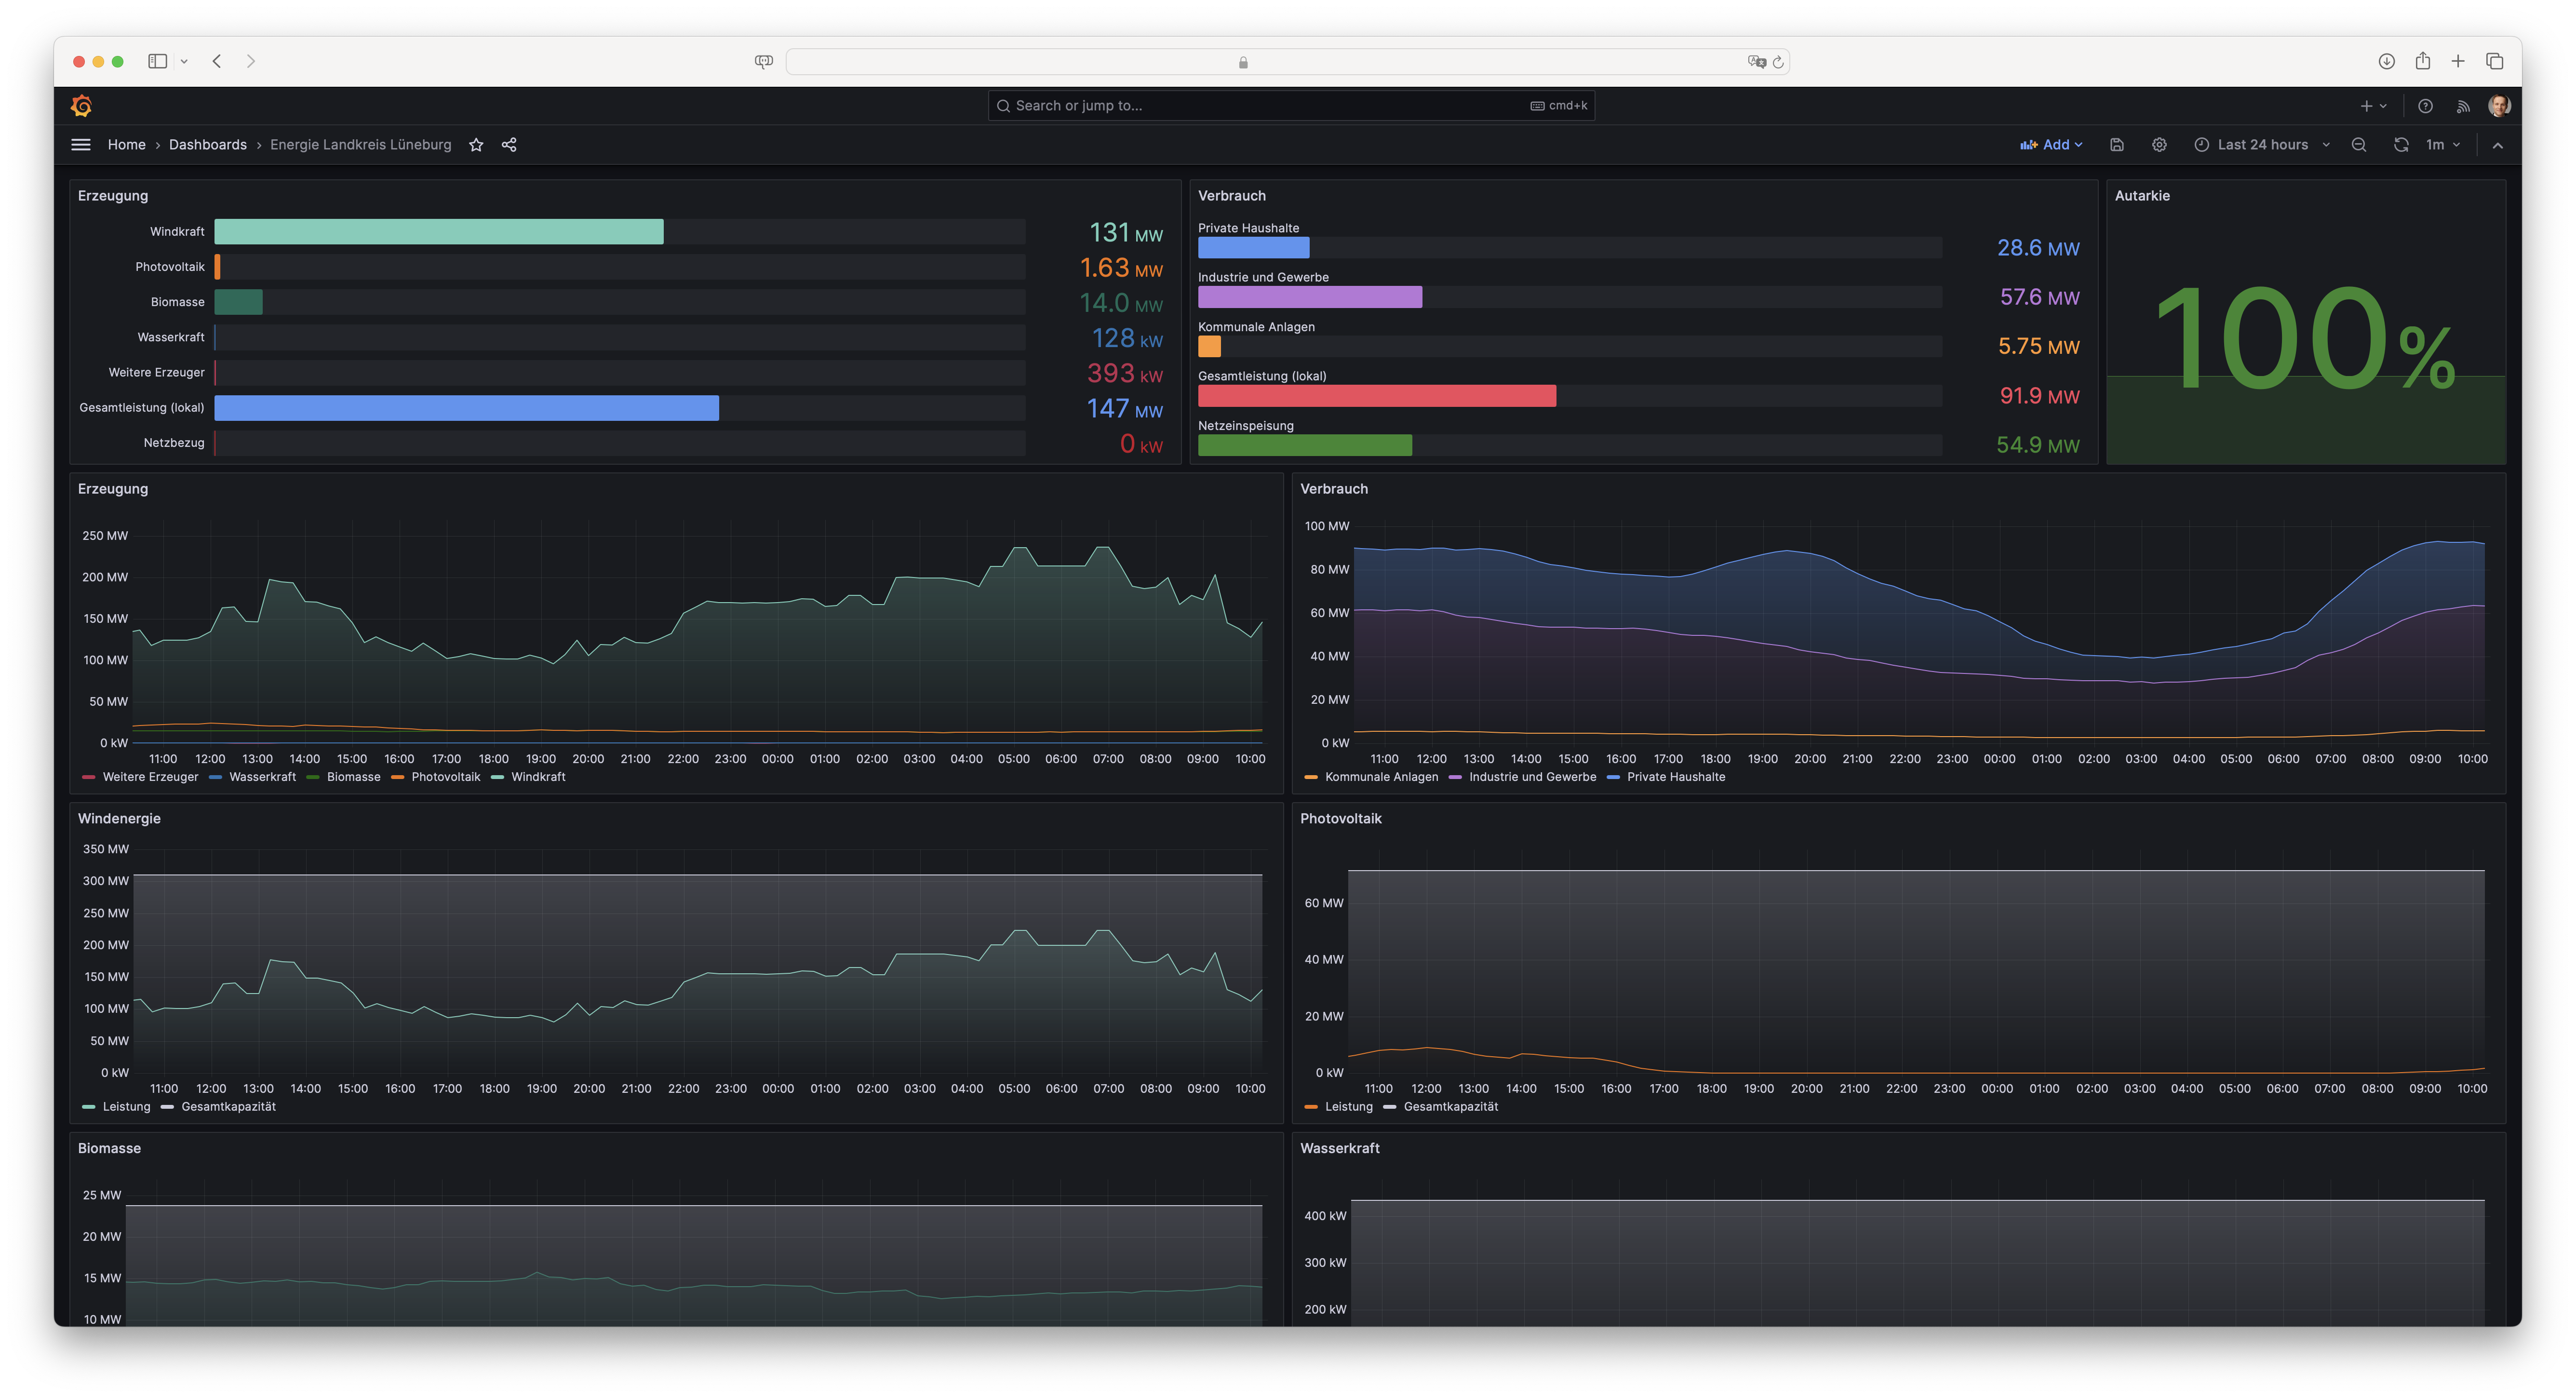 Search or jump to...
cmd+k
Home › Dashboards › Energie Landkreis Lüneburg
Add
Last 24 hours
1m
Erzeugung
Windkraft 131 MW
Photovoltaik 1.63 MW
Biomasse 14.0 MW
Wasserkraft 128 kW
Weitere Erzeuger 393 kW
Gesamtleistung (lokal) 147 MW
Netzbezug 0 kW
Verbrauch
Private Haushalte
28.6 MW
Industrie und Gewerbe
57.6 MW
Kommunale Anlagen
5.75 MW
Gesamtleistung (lokal)
91.9 MW
Netzeinspeisung
54.9 MW
Autarkie
100%
Erzeugung
250 MW
200 MW
150 MW
100 MW
50 MW
0 kW
11:00 12:00 13:00 14:00 15:00 16:00 17:00 18:00 19:00 20:00 21:00 22:00 23:00 00:00 01:00 02:00 03:00 04:00 05:00 06:00 07:00 08:00 09:00 10:00
Weitere Erzeuger Wasserkraft Biomasse Photovoltaik Windkraft
Verbrauch
100 MW
80 MW
60 MW
40 MW
20 MW
0 kW
11:00 12:00 13:00 14:00 15:00 16:00 17:00 18:00 19:00 20:00 21:00 22:00 23:00 00:00 01:00 02:00 03:00 04:00 05:00 06:00 07:00 08:00 09:00 10:00
Kommunale Anlagen Industrie und Gewerbe Private Haushalte
Windenergie
350 MW
300 MW
250 MW
200 MW
150 MW
100 MW
50 MW
0 kW
11:00 12:00 13:00 14:00 15:00 16:00 17:00 18:00 19:00 20:00 21:00 22:00 23:00 00:00 01:00 02:00 03:00 04:00 05:00 06:00 07:00 08:00 09:00 10:00
Leistung Gesamtkapazität
Photovoltaik
60 MW
40 MW
20 MW
0 kW
11:00 12:00 13:00 14:00 15:00 16:00 17:00 18:00 19:00 20:00 21:00 22:00 23:00 00:00 01:00 02:00 03:00 04:00 05:00 06:00 07:00 08:00 09:00 10:00
Leistung Gesamtkapazität
Biomasse
25 MW
20 MW
15 MW
10 MW
Wasserkraft
400 kW
300 kW
200 kW